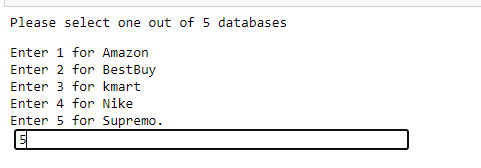 Please select one out of 5 databases
Enter 1 for Amazon
Enter 2 for BestBuy
Enter 3 for kmart
Enter 4 for Nike
Enter 5 for Supremo.
5